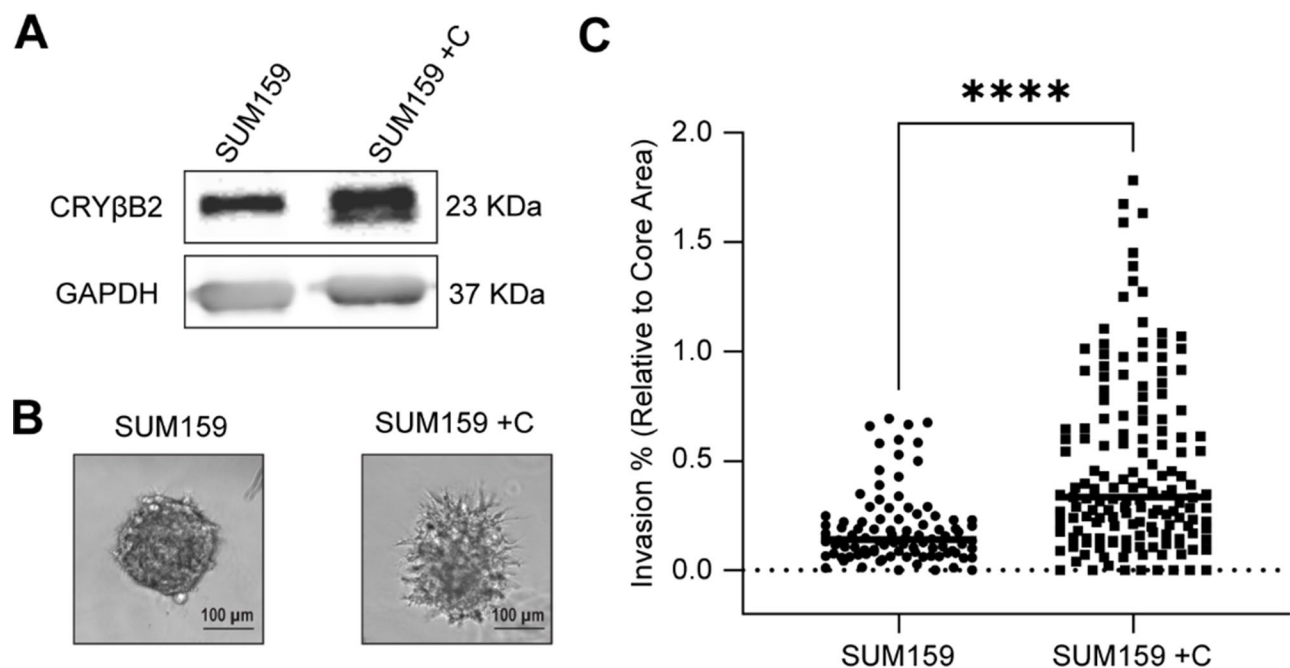 A
SUM159
SUM159 +C
CRYβB2
23 KDa
GAPDH
37 KDa
B
SUM159
SUM159 +C
100 µm
100 µm
C
****
Invasion % (Relative to Core Area)
2.0
1.5
1.0
0.5
0.0
SUM159
SUM159 +C